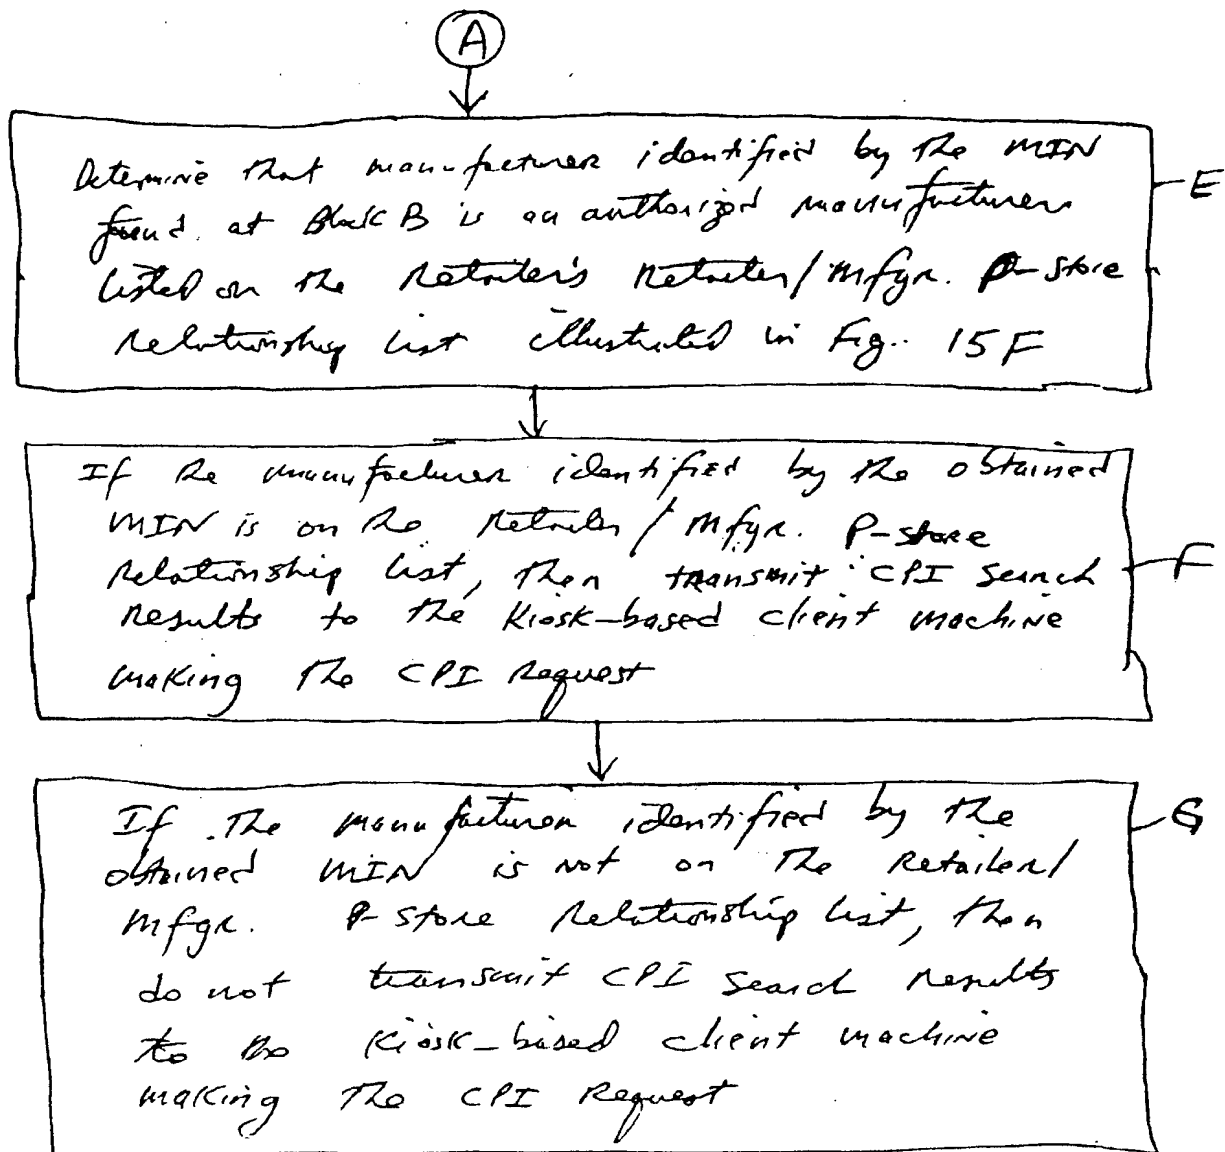 A
Determine that manufacturer identified by the MIN
found at Block B is an authorized manufacturer
listed on the Retailer's Retailer/Mfgr. P-Store
Relationship List illustrated in Fig. 15F
E
If the manufacturer identified by the obtained
MIN is on the Retailer/Mfgr. P-store
Relationship List, then transmit CPI Search
Results to the Kiosk-based client machine
making the CPI Request
F
If the manufacturer identified by the
obtained MIN is not on the Retailer/
Mfgr. P-Store Relationship List, then
do not transmit CPI Search Results
to the Kiosk-based client machine
making the CPI Request
G